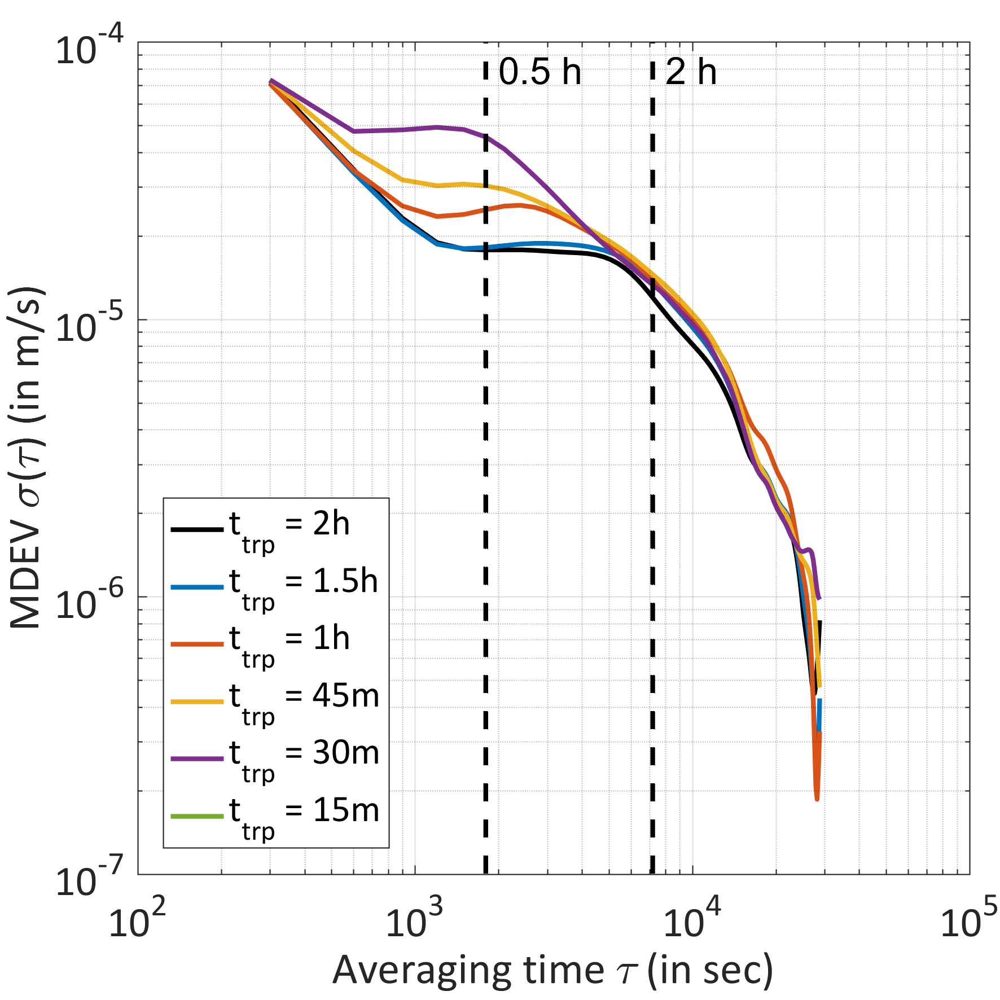 10^-4
10^-5
10^-6
10^-7
MDEV σ(τ) (in m/s)
0.5 h
2 h
t_trp = 2h
t_trp = 1.5h
t_trp = 1h
t_trp = 45m
t_trp = 30m
t_trp = 15m
10^2
10^3
10^4
10^5
Averaging time τ (in sec)